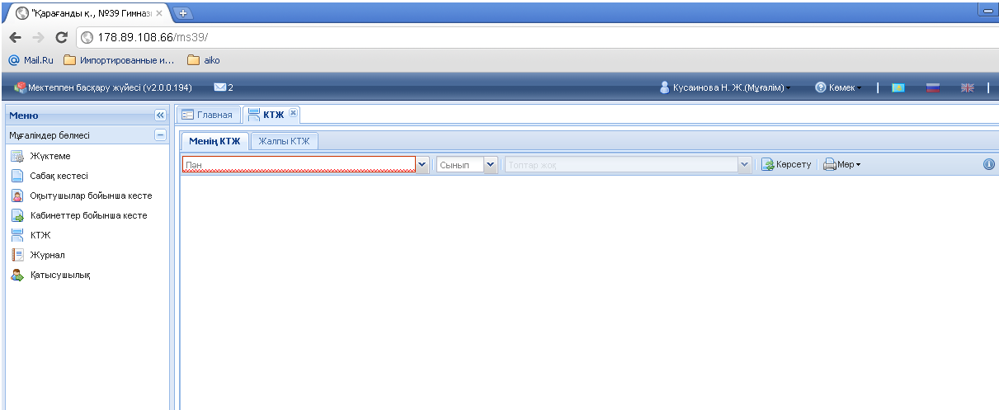 "Қарағанды қ., №39 Гимназі
178.89.108.66/ms39/
Mail.Ru Импортированные и... aiko
Мектеппен басқару жүйесі (v2.0.0.194) 2 Кусаинова Н. Ж.(Мұғалім) Көмек
Меню Главная КТЖ
Мұғалімдер бөлмесі Менің КТЖ Жалпы КТЖ
Жүктеме Пән Сынып Топтар жоқ Көрсету Мөр
Сабақ кестесі
Оқытушылар бойынша кесте
Кабинеттер бойынша кесте
КТЖ
Журнал
Қатысушылық